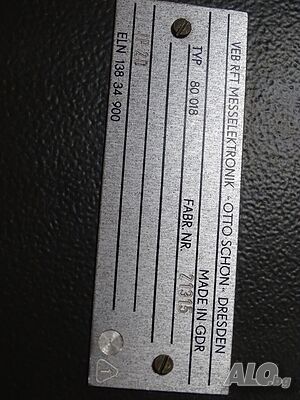 VEB RFT MESSELEKTRONIK - OTTO SCHÖN - DRESDEN
MADE IN GDR
TYP 80 018 FABR. NR. 21315
ELN 138 34 900
ALO.bg